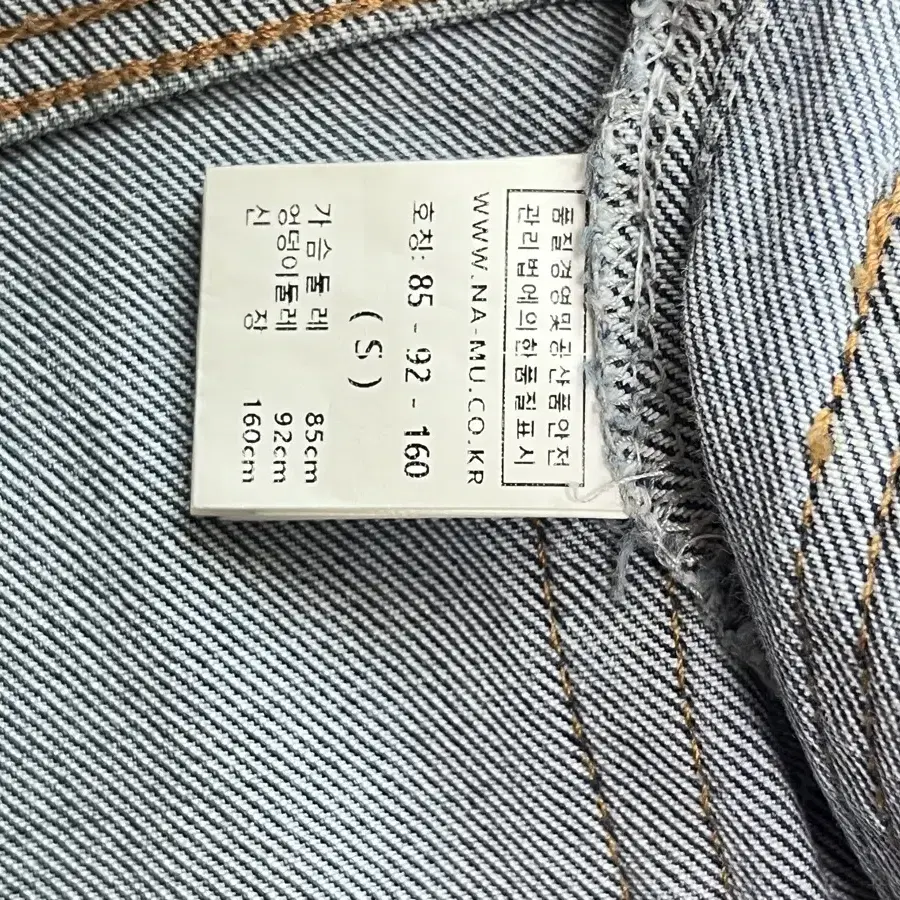 품질경영및공산품안전
관리법에의한품질표시
WWW.NA-MU.CO.KR
호칭: 85 - 92 - 160
(S)
가슴둘레 85cm
엉덩이둘레 92cm
신장 160cm